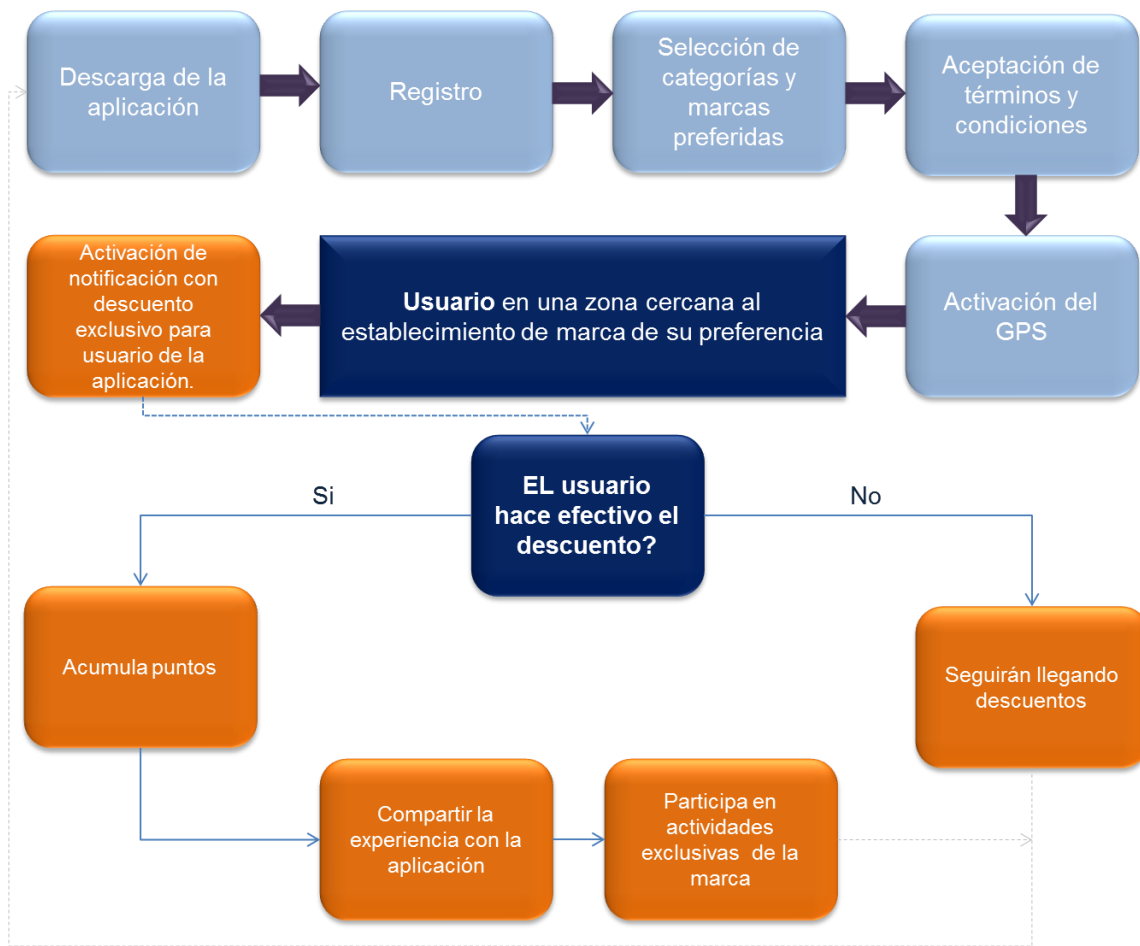 Descarga de la
aplicación
Registro
Selección de
categorías y
marcas
preferidas
Aceptación de
términos y
condiciones
Activación de
notificación con
descuento
exclusivo para
usuario de la
aplicación.
Usuario en una zona cercana al
establecimiento de marca de su preferencia
Activación del
GPS
EL usuario
hace efectivo el
descuento?
Si
No
Acumula puntos
Seguirán llegando
descuentos
Compartir la
experiencia con la
aplicación
Participa en
actividades
exclusivas de la
marca